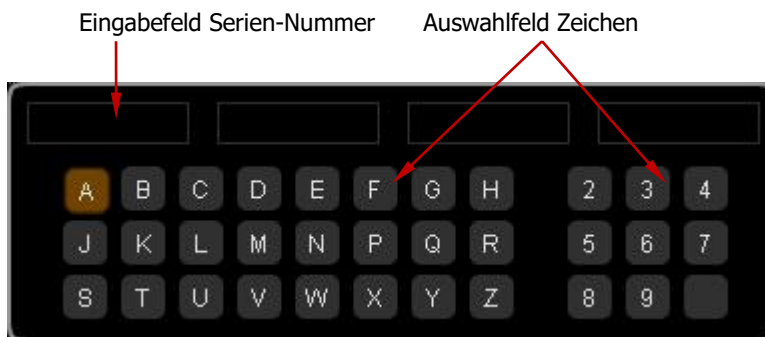 Eingabefeld Serien-Nummer Auswahlfeld Zeichen
A B C D E F G H 2 3 4
J K L M N P Q R 5 6 7
S T U V W X Y Z 8 9